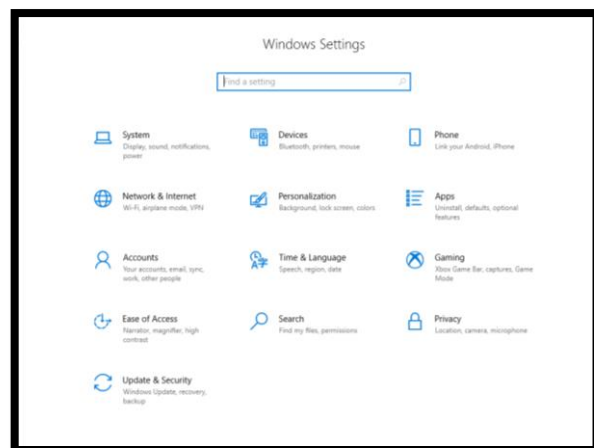 Windows Settings
Find a setting
System
Display, sound, notifications,
power
Devices
Bluetooth, printers, mouse
Phone
Link your Android, iPhone
Network & Internet
Wi-Fi, airplane mode, VPN
Personalization
Background, lock screen, colors
Apps
Uninstall, defaults, optional
features
Accounts
Your accounts, email, sync,
work, other people
Time & Language
Speech, region, date
Gaming
Xbox Game Bar, captures, Game
Mode
Ease of Access
Narrator, magnifier, high
contrast
Search
Find my files, permissions
Privacy
Location, camera, microphone
Update & Security
Windows Update, recovery,
backup